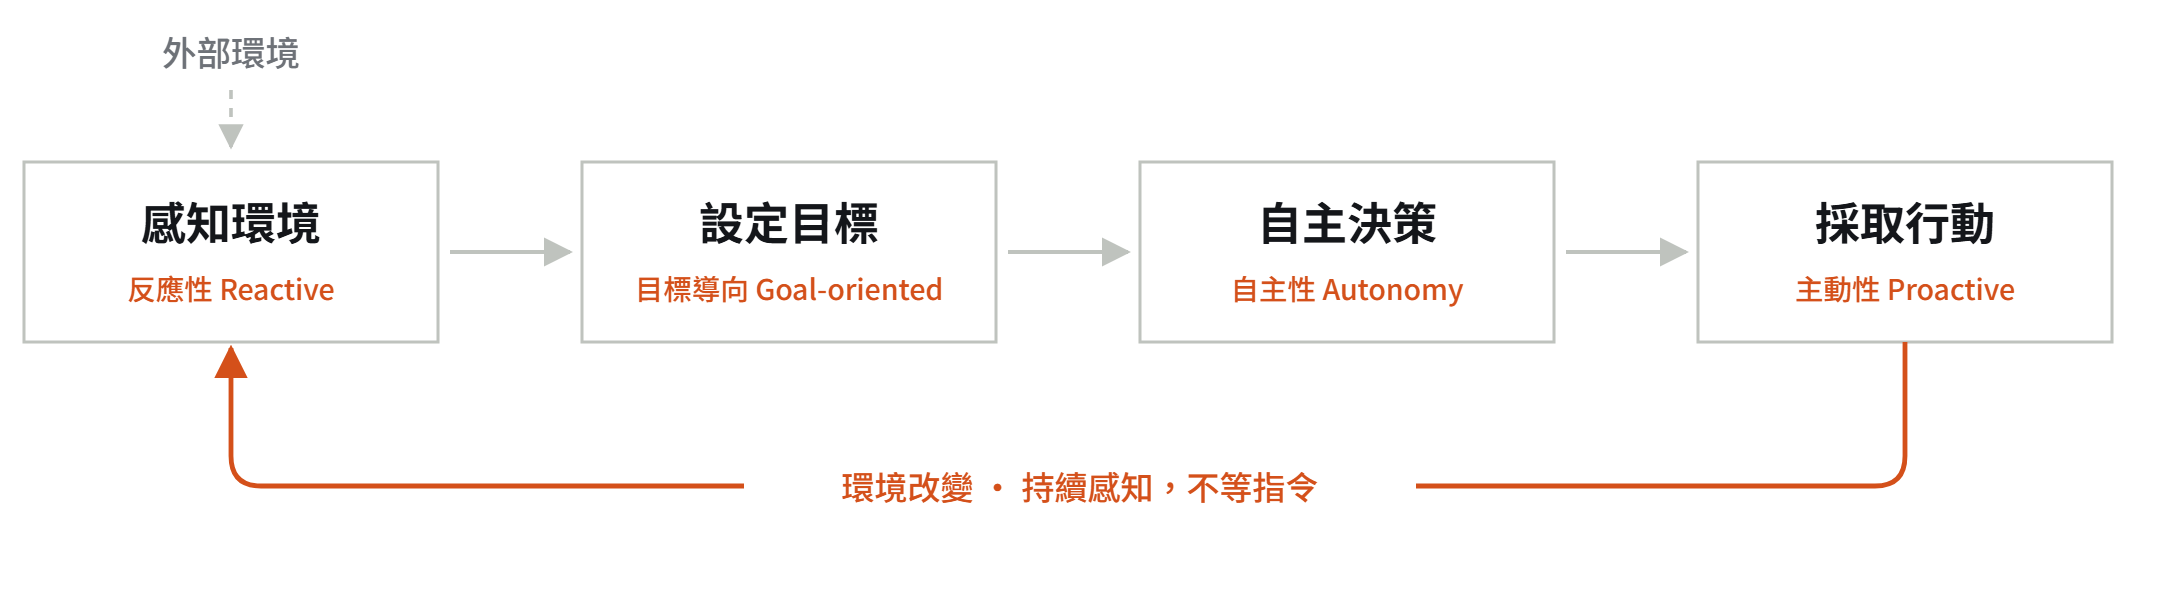 外部環境
感知環境
反應性 Reactive
設定目標
目標導向 Goal-oriented
自主決策
自主性 Autonomy
採取行動
主動性 Proactive
環境改變 · 持續感知，不等指令